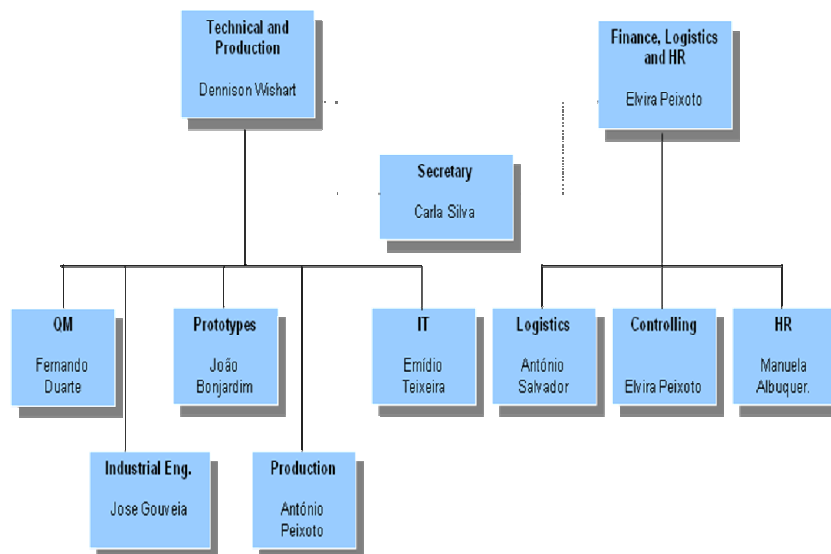 Technical and
Production
Dennison Wishart
Finance, Logistics
and HR
Elvira Peixoto
Secretary
Carla Silva
QM
Fernando
Duarte
Prototypes
João
Bonjardim
IT
Ernídio
Teixeira
Logistics
António
Salvador
Controlling
Elvira Peixoto
HR
Manuela
Albuquer.
Industrial Eng.
Jose Gouveia
Production
António
Peixoto